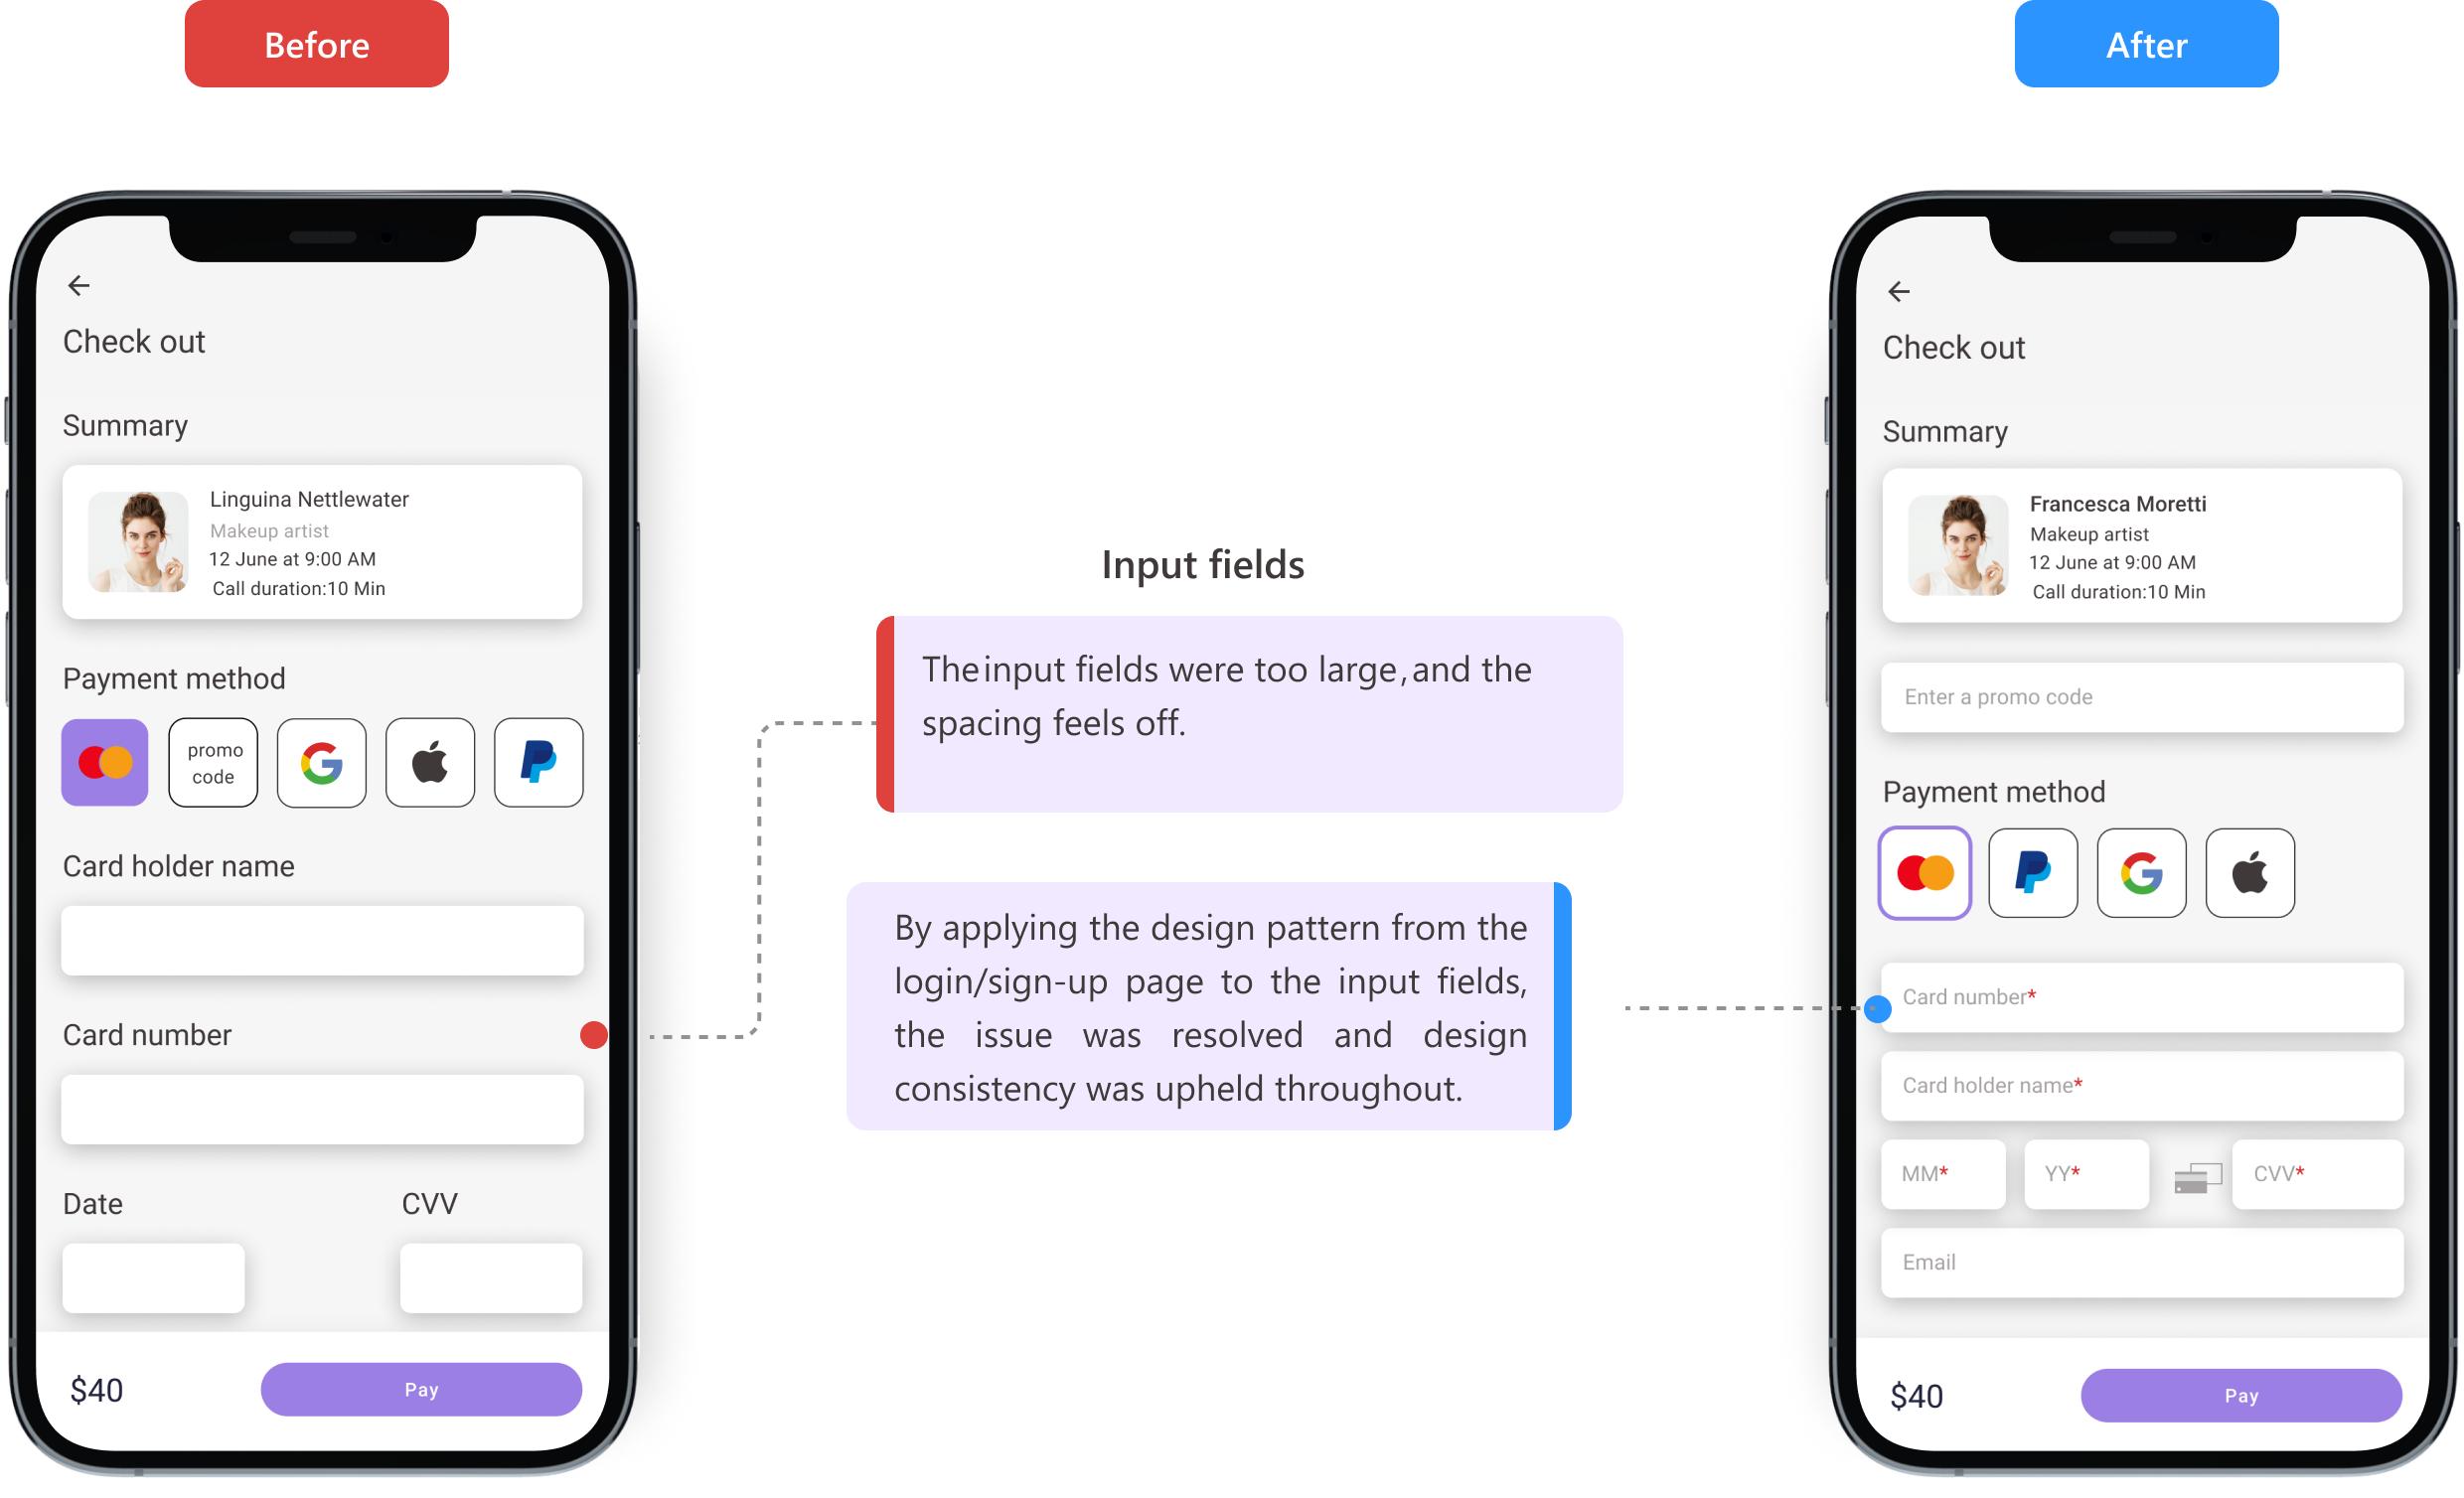 Before
After
Check out
Summary
Linguina Nettlewater
Makeup artist
12 June at 9:00 AM
Call duration:10 Min
Payment method
promo
code
Card holder name
Card number
Date
CVV
$40
Pay
Input fields
The input fields were too large, and the
spacing feels off.
By applying the design pattern from the
login/sign-up page to the input fields,
the issue was resolved and design
consistency was upheld throughout.
Check out
Summary
Francesca Moretti
Makeup artist
12 June at 9:00 AM
Call duration:10 Min
Enter a promo code
Payment method
Card number*
Card holder name*
MM*
YY*
CVV*
Email
$40
Pay